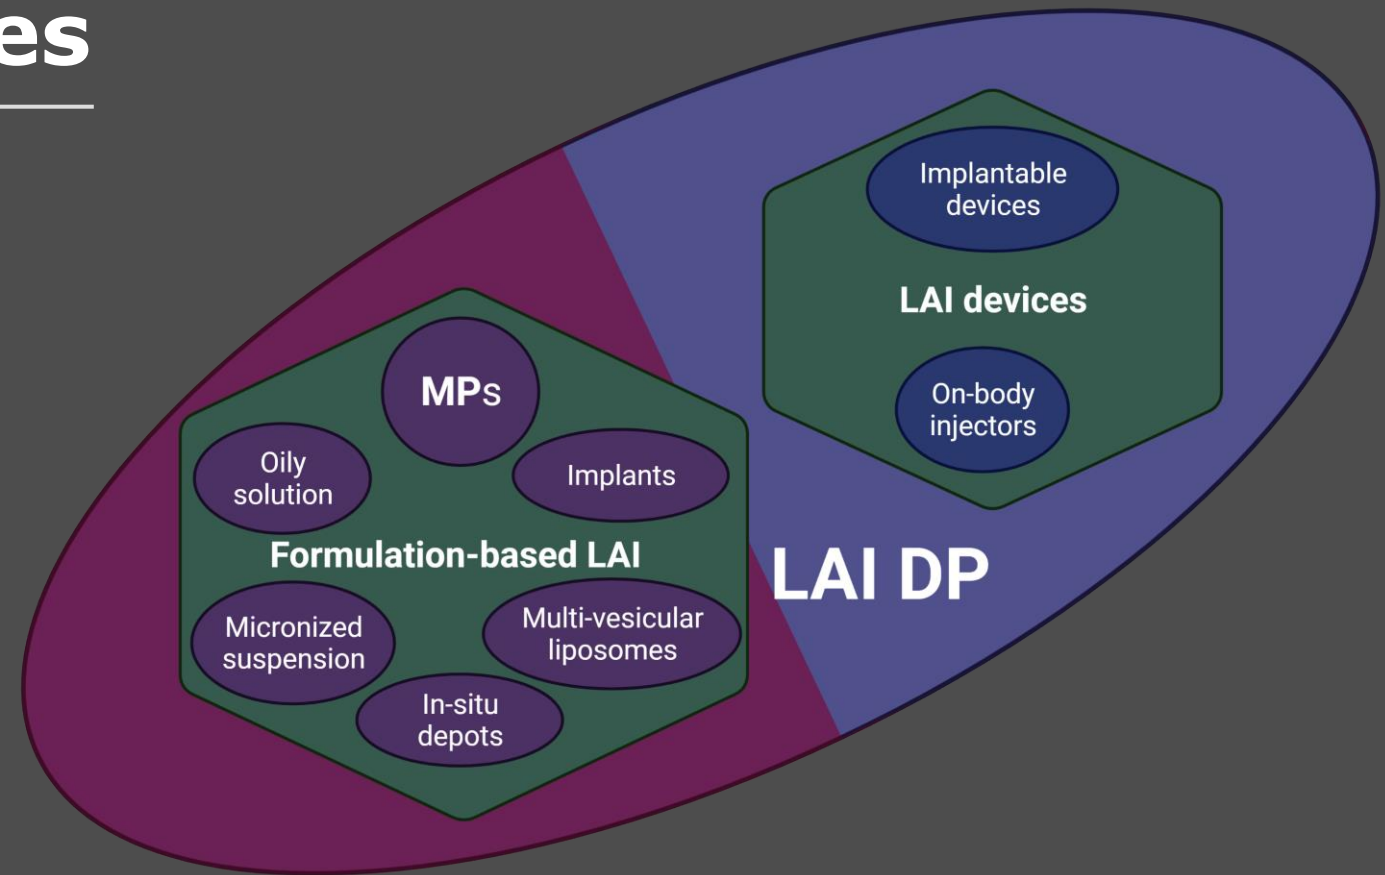 es
Implantable
devices
LAI devices
On-body
injectors
MPs
Oily
solution
Implants
Formulation-based LAI
LAI DP
Micronized
suspension
Multi-vesicular
liposomes
In-situ
depots